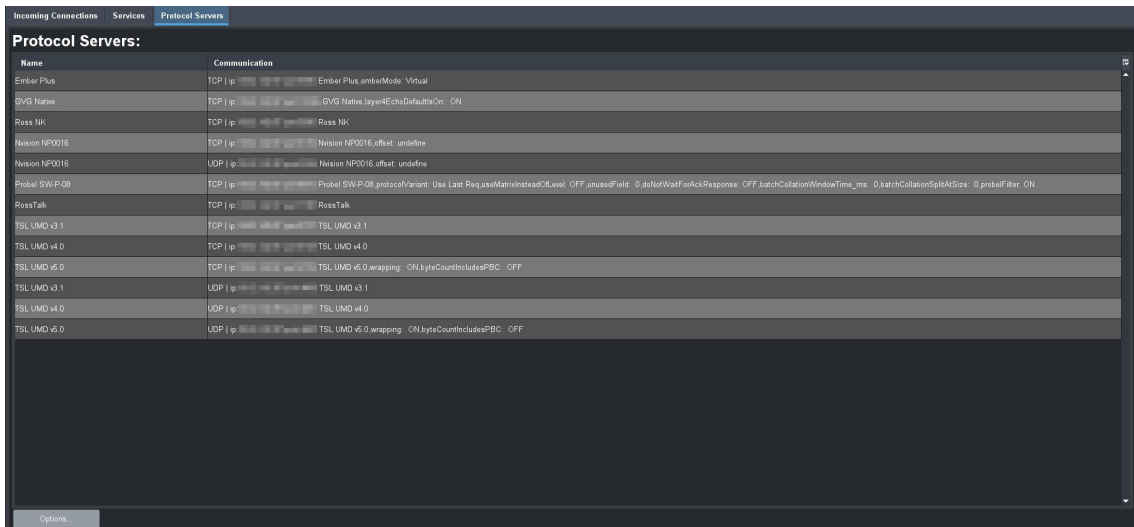 Incoming Connections Services Protocol Servers
Protocol Servers:
Name Communication
Ember Plus TCP | ip: Ember Plus,emberMode: Virtual
GVG Native TCP | ip: GVG Native,layer4EchoDefaultIsOn: ON
Ross NK TCP | ip: Ross NK
Nvision NP0016 TCP | ip: Nvision NP0016,offset: undefine
Nvision NP0016 UDP | ip: Nvision NP0016,offset: undefine
Probel SW-P-08 TCP | ip: Probel SW-P-08,protocolVariant: Use Last Req,useMatrixInsteadOfLevel: OFF,unusedField: 0,doNotWaitForAckResponse: OFF,batchCollationWindowTime_ms: 0,batchCollationSplitAtSize: 0,probelFilter: ON
RossTalk TCP | ip: RossTalk
TSL UMD v3.1 TCP | ip: TSL UMD v3.1
TSL UMD v4.0 TCP | ip: TSL UMD v4.0
TSL UMD v5.0 TCP | ip: TSL UMD v5.0,wrapping: ON,byteCountIncludesPBC: OFF
TSL UMD v3.1 UDP | ip: TSL UMD v3.1
TSL UMD v4.0 UDP | ip: TSL UMD v4.0
TSL UMD v5.0 UDP | ip: TSL UMD v5.0,wrapping: ON,byteCountIncludesPBC: OFF
Options...